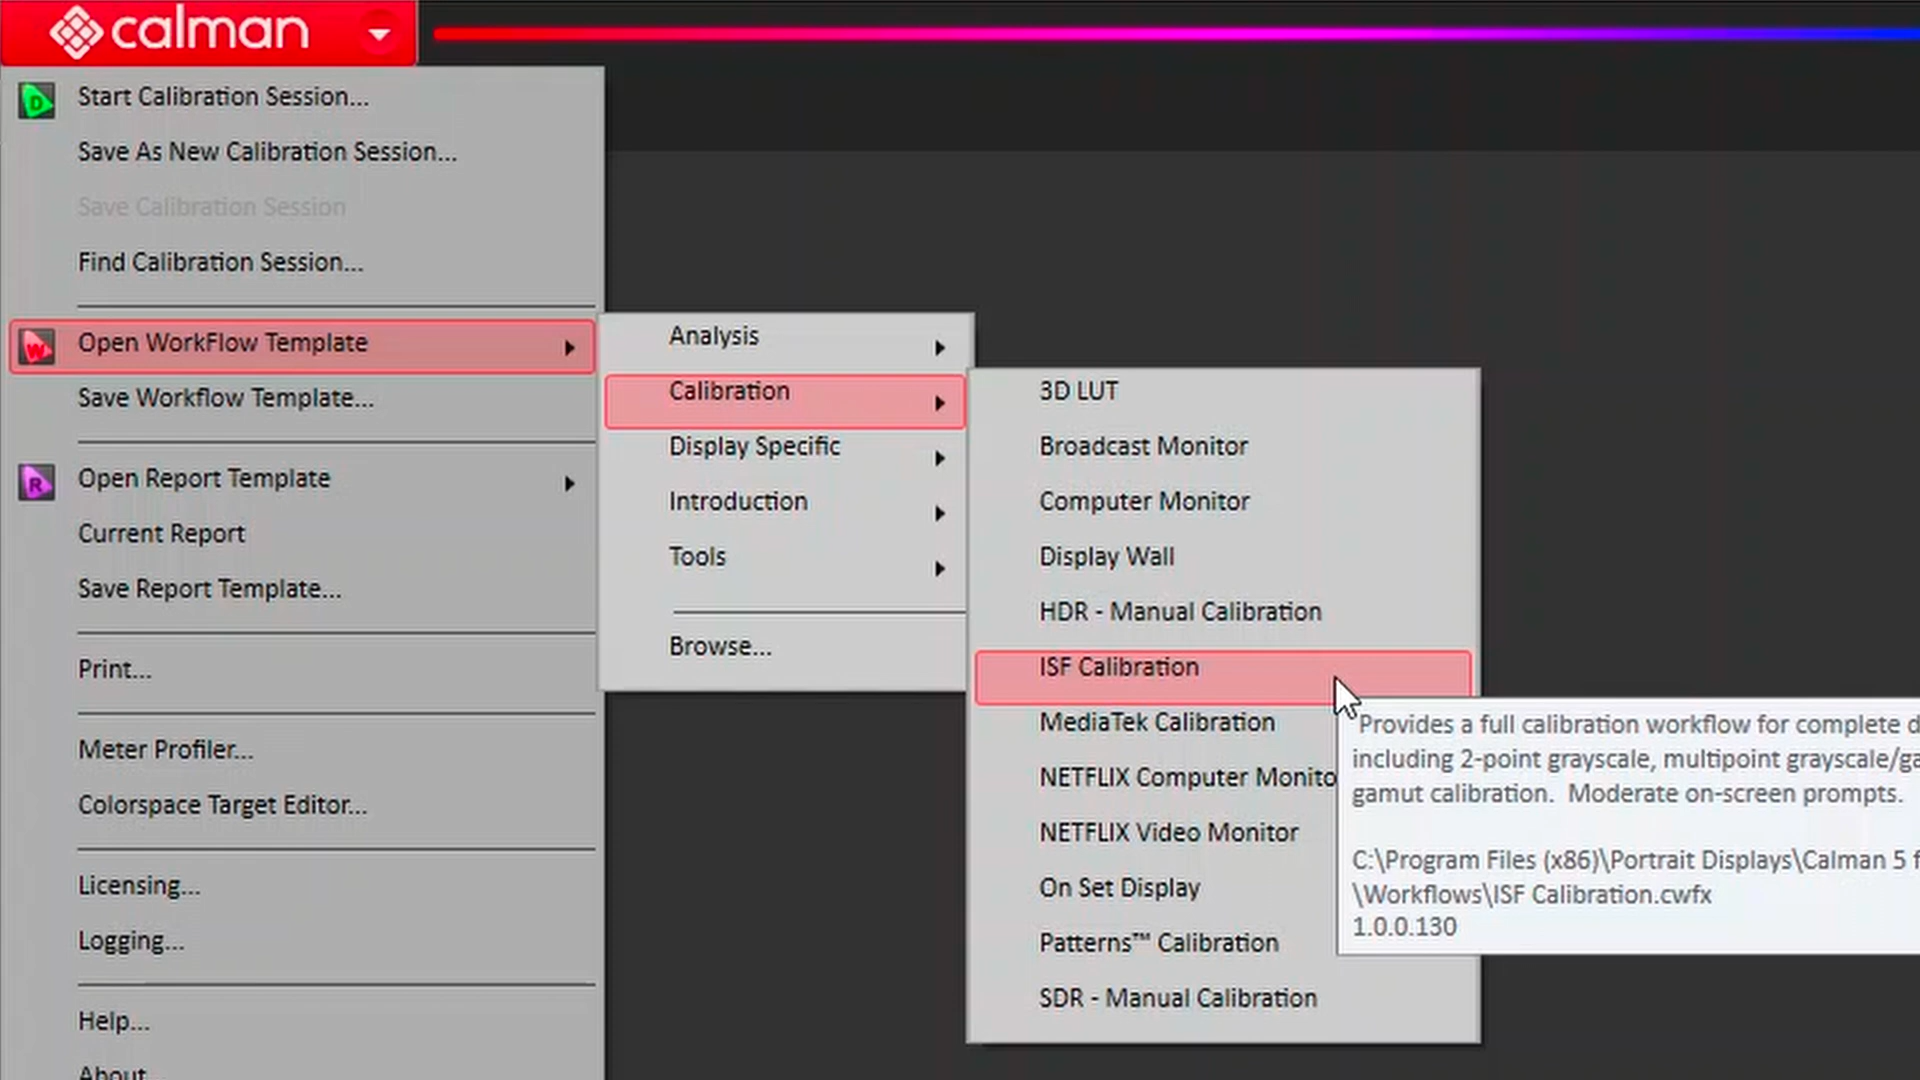 calman
Start Calibration Session...
Save As New Calibration Session...
Save Calibration Session
Find Calibration Session...
Open WorkFlow Template
Save Workflow Template...
Open Report Template
Current Report
Save Report Template...
Print...
Meter Profiler...
Colorspace Target Editor...
Licensing...
Logging...
Help...
About...
Analysis
Calibration
Display Specific
Introduction
Tools
Browse...
3D LUT
Broadcast Monitor
Computer Monitor
Display Wall
HDR - Manual Calibration
ISF Calibration
MediaTek Calibration
NETFLIX Computer Monito
NETFLIX Video Monitor
On Set Display
Patterns™ Calibration
SDR - Manual Calibration
Provides a full calibration workflow for complete d
including 2-point grayscale, multipoint grayscale/ga
gamut calibration. Moderate on-screen prompts.
C:\Program Files (x86)\Portrait Displays\Calman 5 f
\Workflows\ISF Calibration.cwfx
1.0.0.130